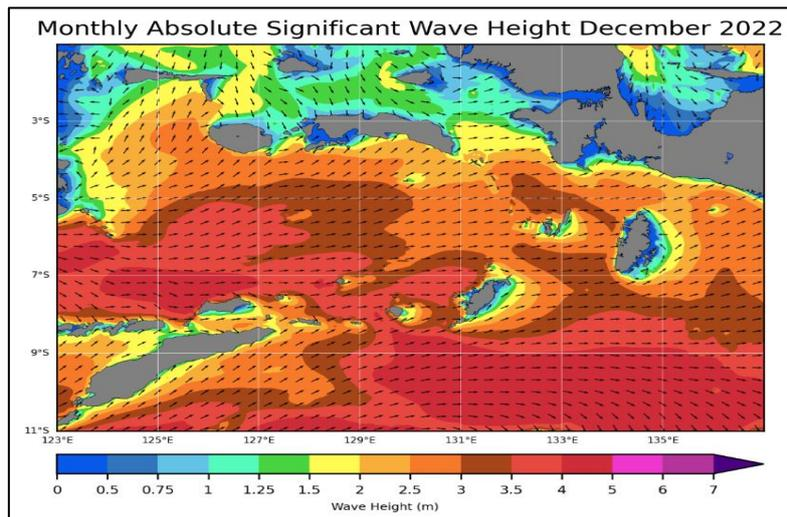 Monthly Absolute Significant Wave Height December 2022
3°S
5°S
7°S
9°S
11°S
123°E 125°E 127°E 129°E 131°E 133°E 135°E
0 0.5 0.75 1 1.25 1.5 2 2.5 3 3.5 4 5 6 7
Wave Height (m)